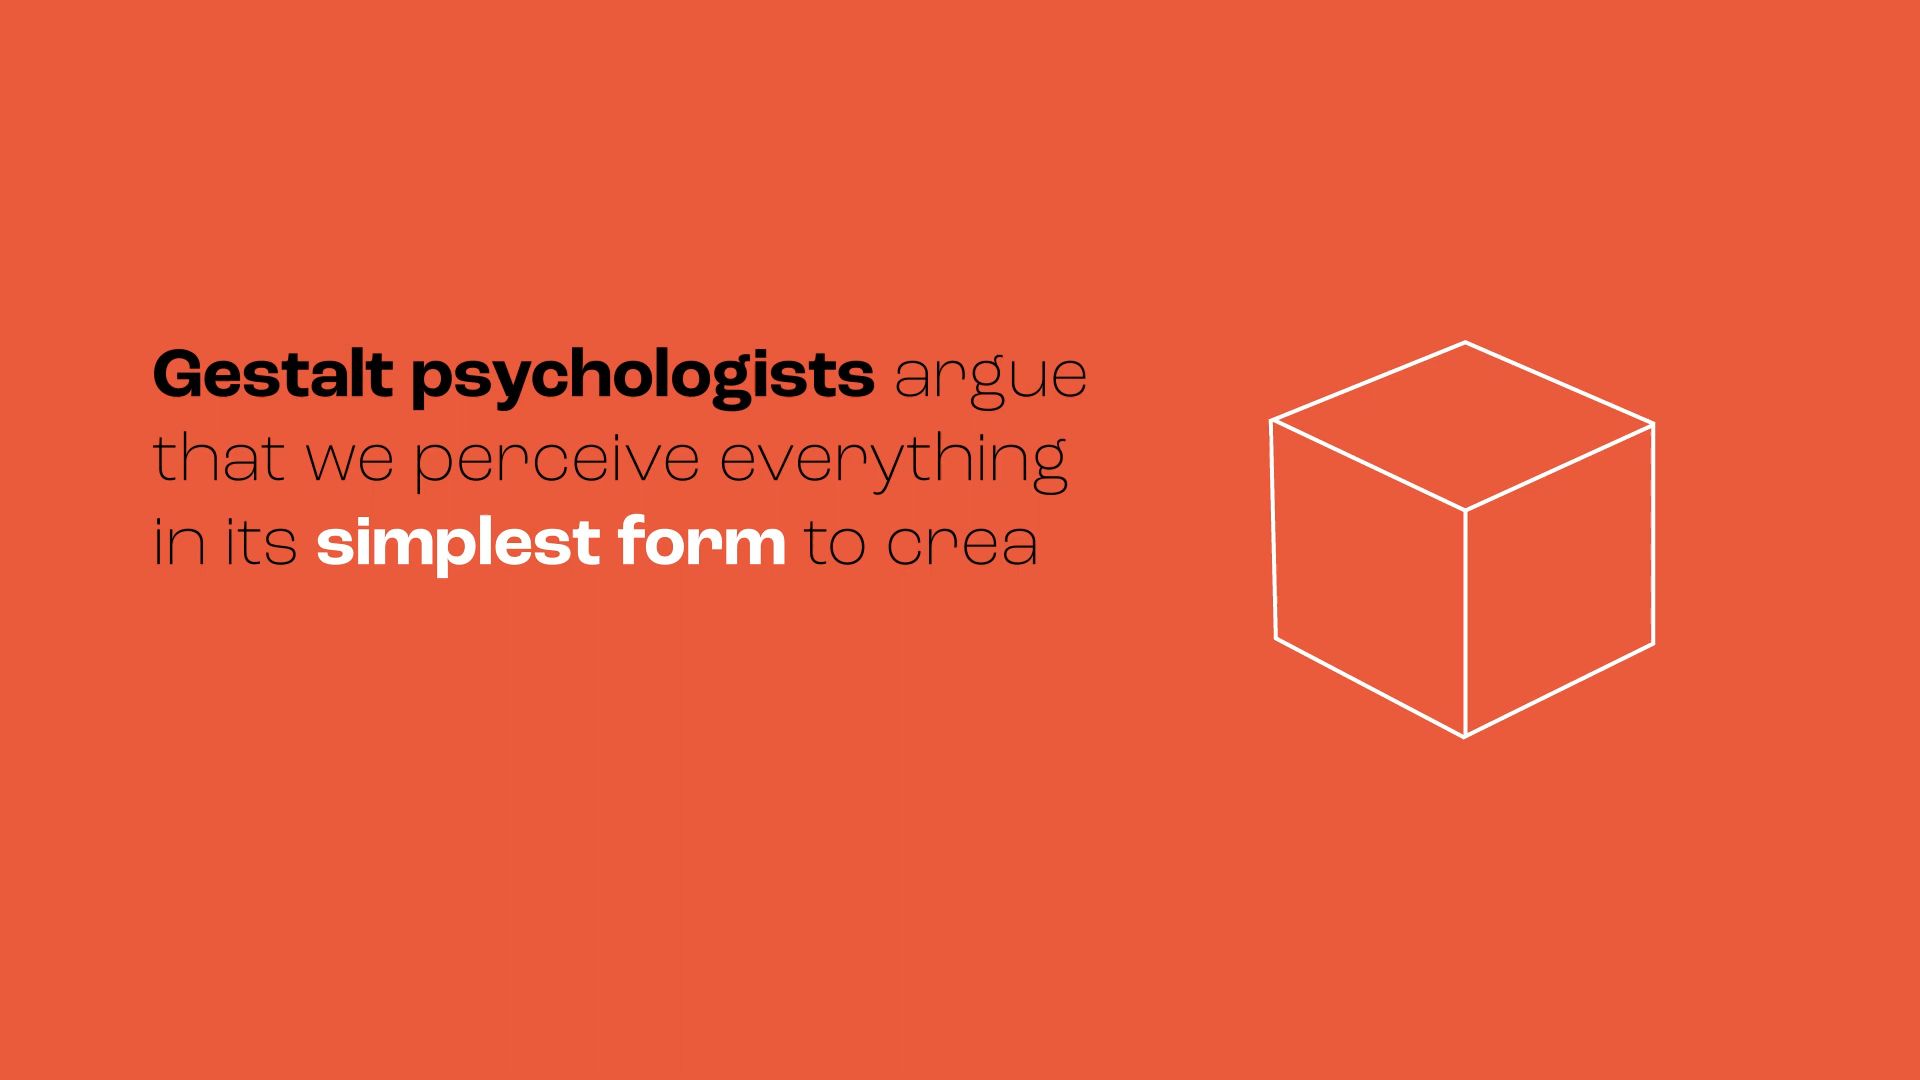 Gestalt psychologists argue
that we perceive everything
in its simplest form to crea